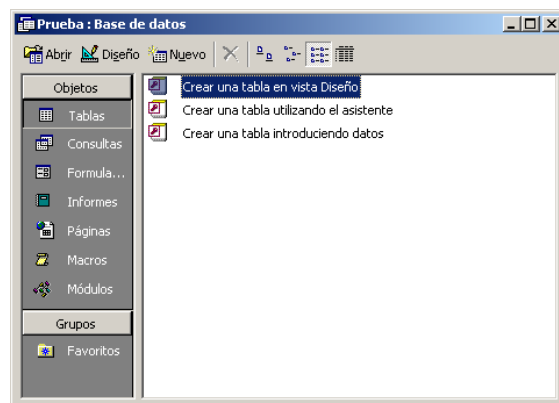 Prueba : Base de datos
Abrir Diseño Nuevo
Objetos
Tablas
Consultas
Formula...
Informes
Páginas
Macros
Módulos
Grupos
Favoritos
Crear una tabla en vista Diseño
Crear una tabla utilizando el asistente
Crear una tabla introduciendo datos